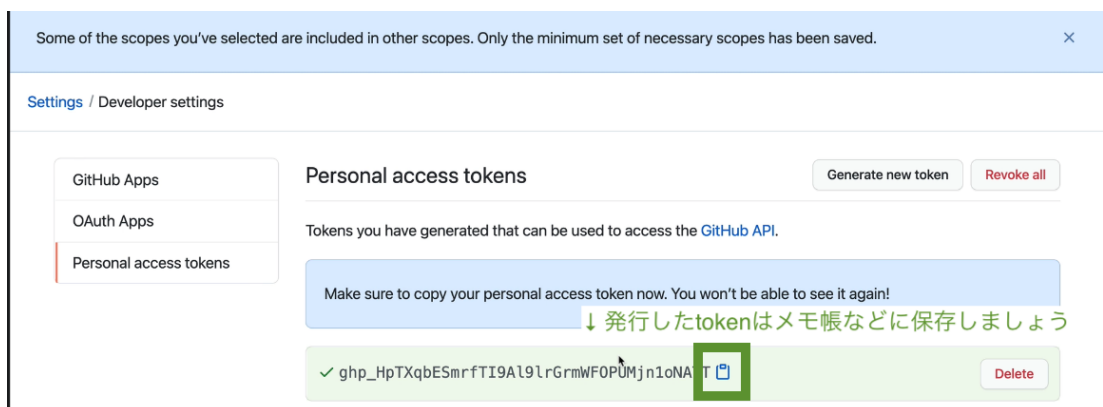 Some of the scopes you've selected are included in other scopes. Only the minimum set of necessary scopes has been saved.
Settings / Developer settings
GitHub Apps
OAuth Apps
Personal access tokens
Personal access tokens
Generate new token
Revoke all
Tokens you have generated that can be used to access the GitHub API.
Make sure to copy your personal access token now. You won't be able to see it again!
↓発行したtokenはメモ帳などに保存しましょう
Delete